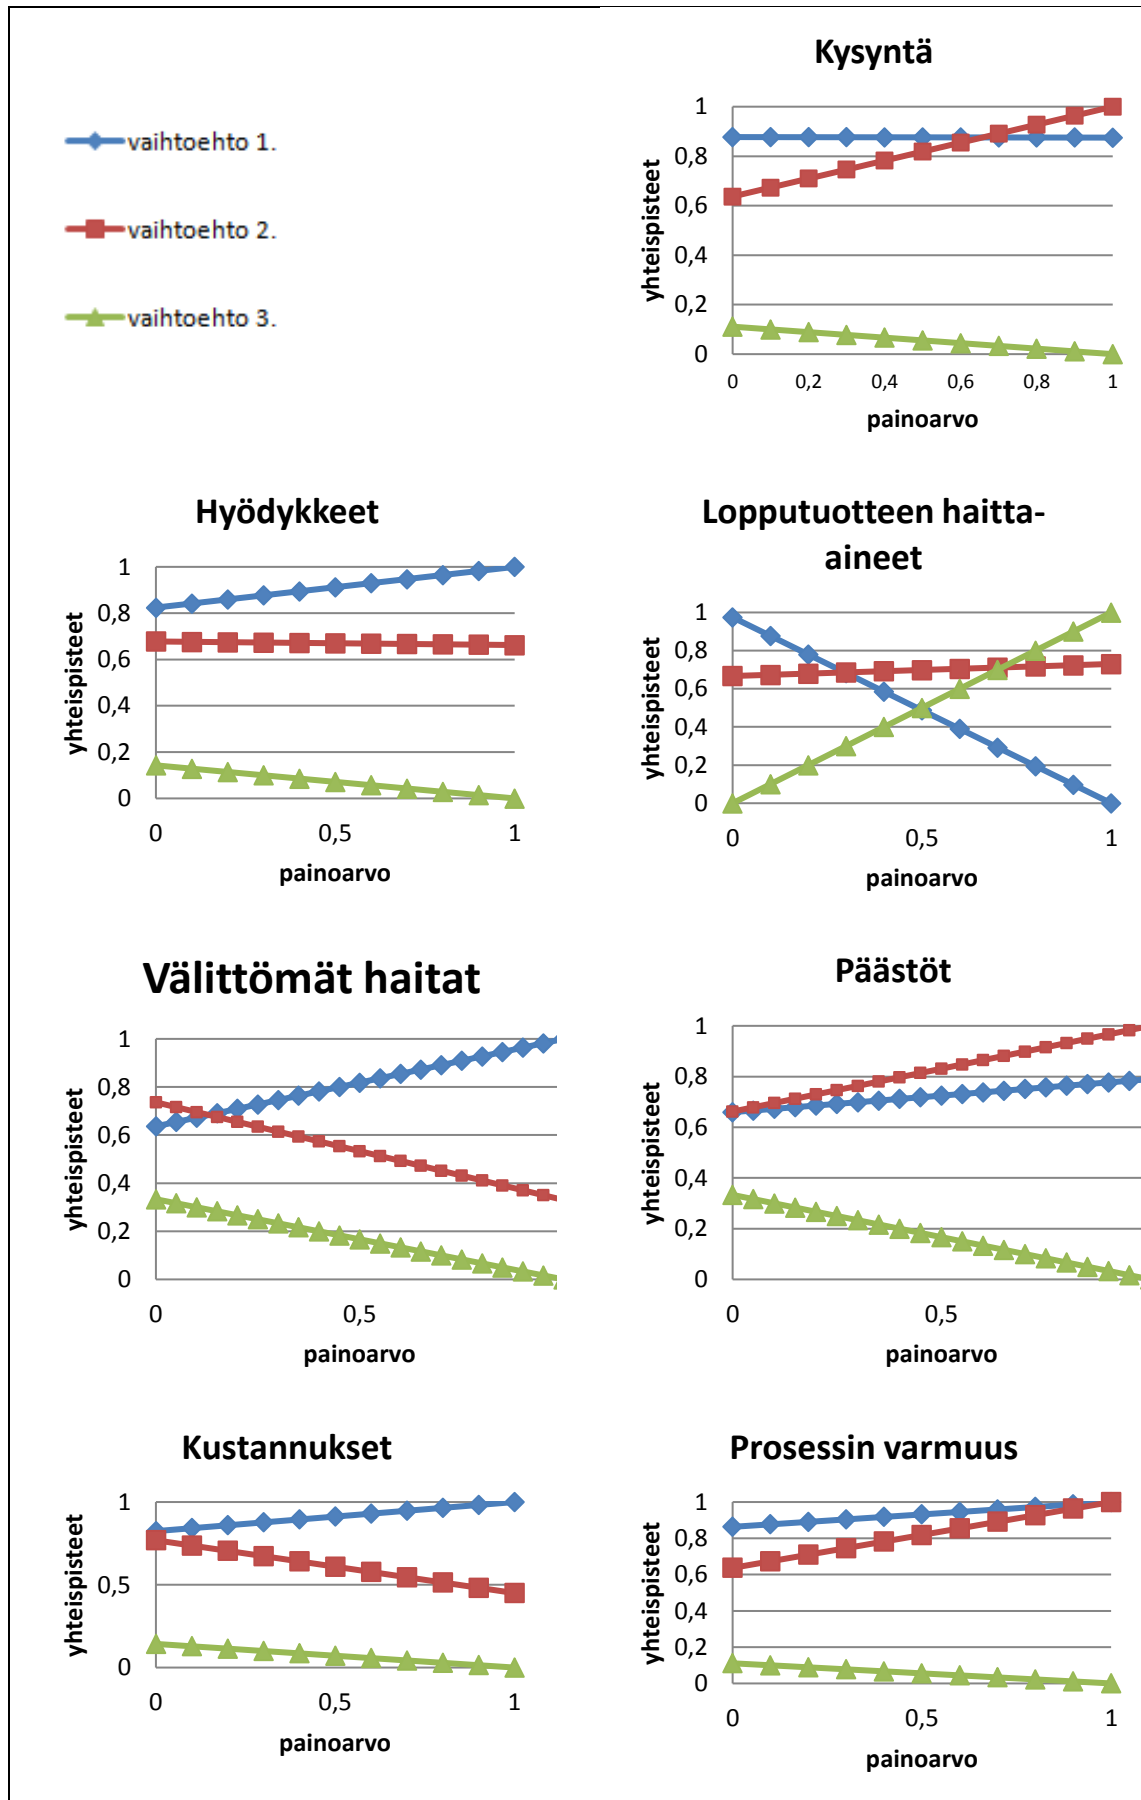 vaihtoehto 1.
vaihtoehto 2.
vaihtoehto 3.
Kysyntä
yhteispisteet
1
0,8
0,6
0,4
0,2
0
0 0,2 0,4 0,6 0,8 1
painoarvo
Hyödykkeet
yhteispisteet
1
0,8
0,6
0,4
0,2
0
0 0,5 1
painoarvo
Lopputuotteen haitta-
aineet
yhteispisteet
1
0,8
0,6
0,4
0,2
0
0 0,5 1
painoarvo
Välittömät haitat
yhteispisteet
1
0,8
0,6
0,4
0,2
0
0 0,5
painoarvo
Päästöt
yhteispisteet
1
0,8
0,6
0,4
0,2
0
0 0,5
painoarvo
Kustannukset
yhteispisteet
1
0,5
0
0 0,5 1
painoarvo
Prosessin varmuus
yhteispisteet
1
0,8
0,6
0,4
0,2
0
0 0,5 1
painoarvo